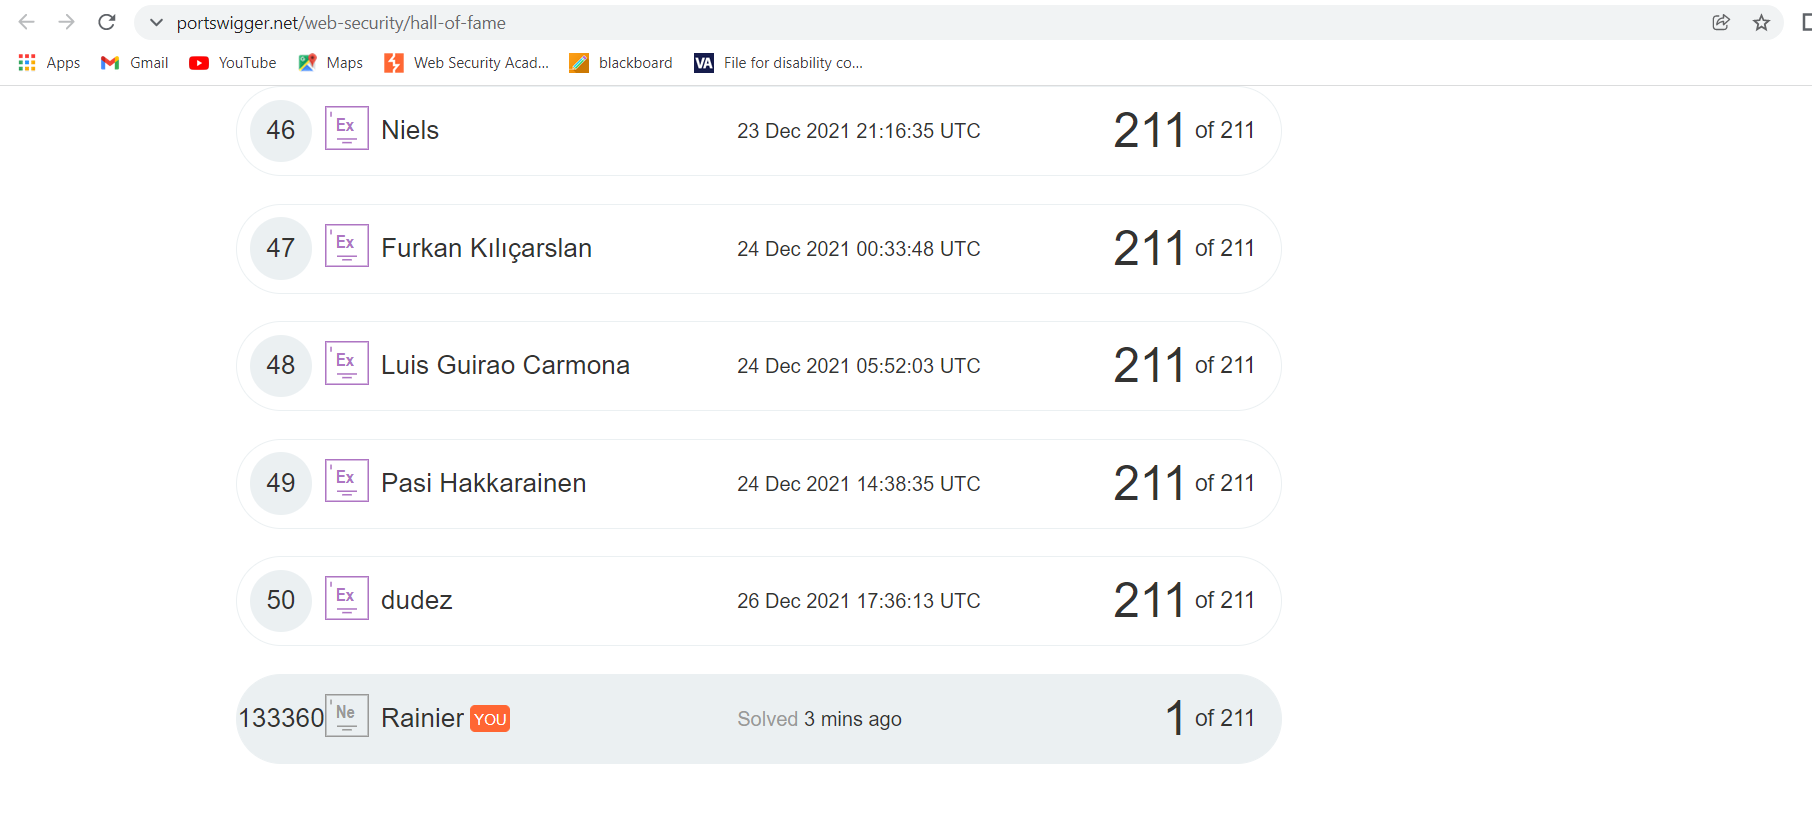 portswigger.net/web-security/hall-of-fame
Apps Gmail YouTube Maps Web Security Acad... blackboard VA File for disability co...
46 Ex Niels 23 Dec 2021 21:16:35 UTC 211 of 211
47 Ex Furkan Kılıçarslan 24 Dec 2021 00:33:48 UTC 211 of 211
48 Ex Luis Guirao Carmona 24 Dec 2021 05:52:03 UTC 211 of 211
49 Ex Pasi Hakkarainen 24 Dec 2021 14:38:35 UTC 211 of 211
50 Ex dudez 26 Dec 2021 17:36:13 UTC 211 of 211
133360 Ne Rainier YOU Solved 3 mins ago 1 of 211